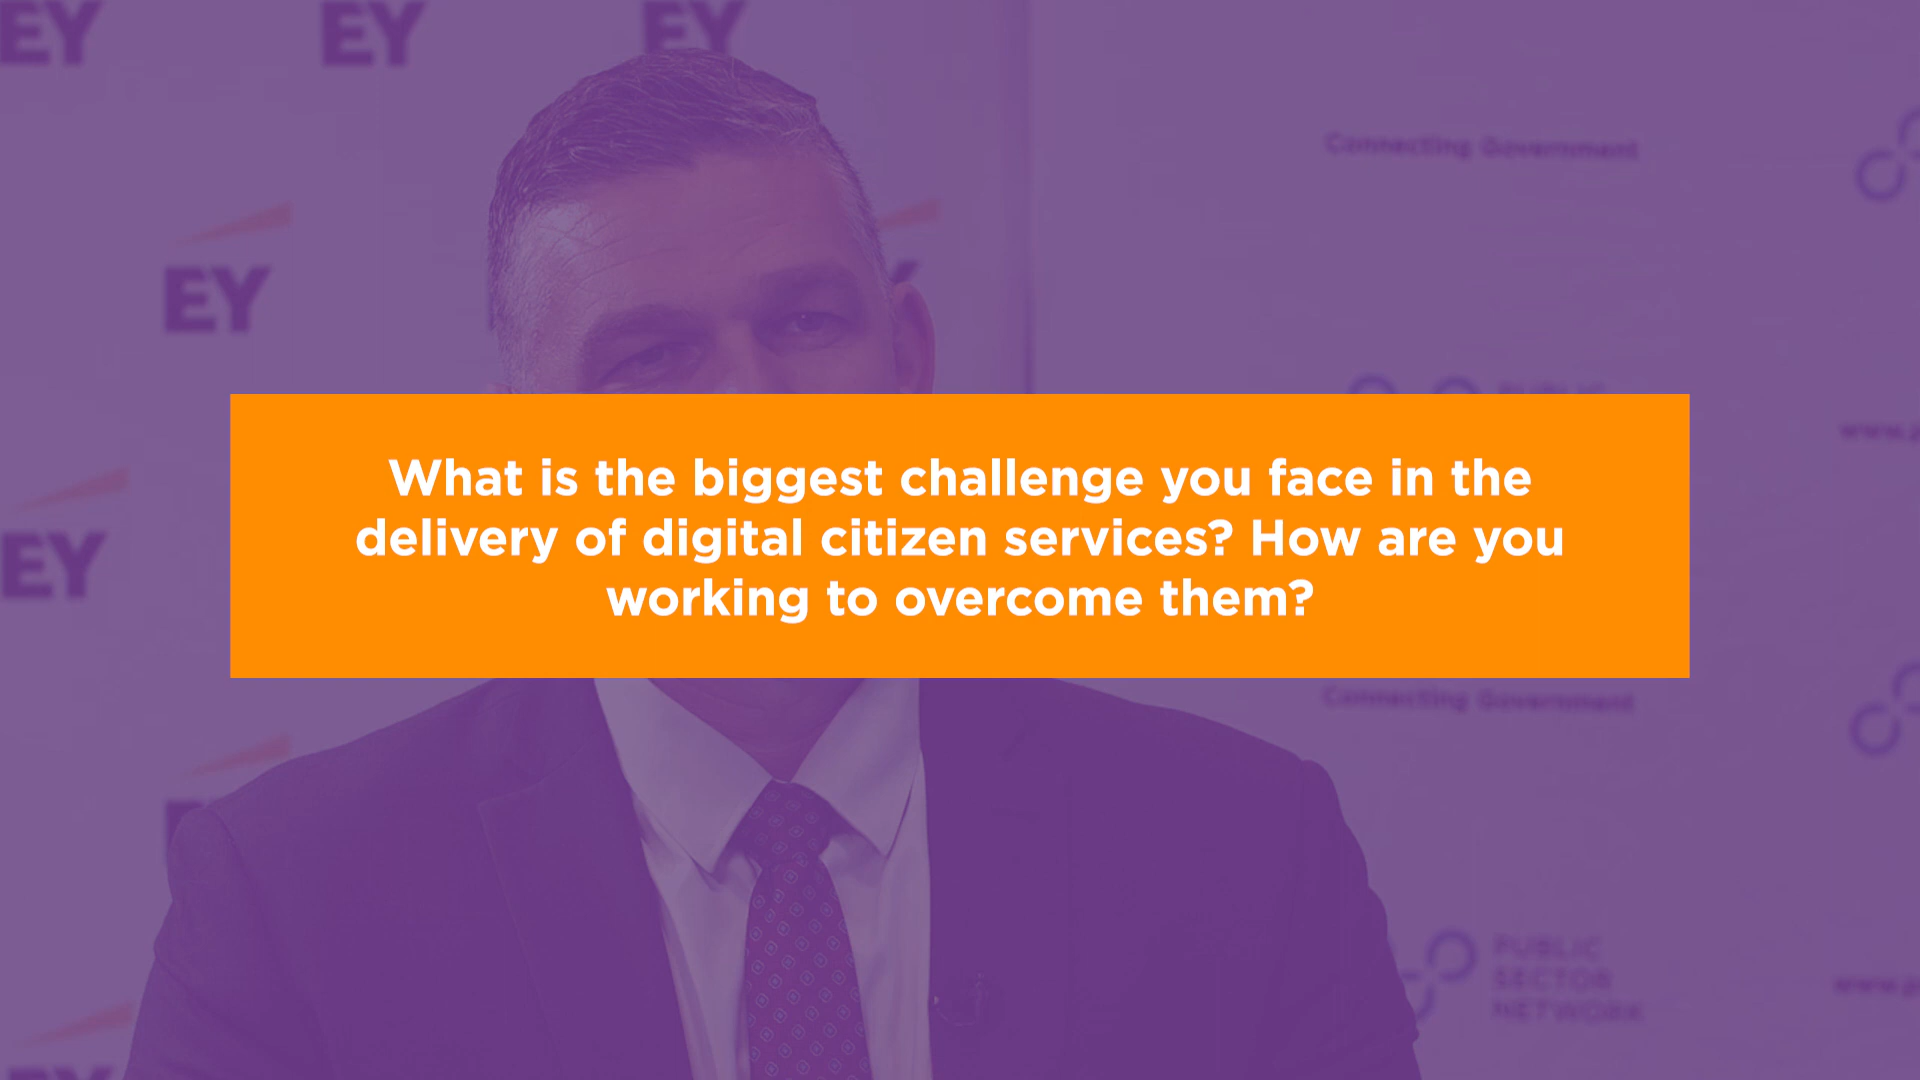 EY
EY
EY
Connecting Government
EY
What is the biggest challenge you face in the
delivery of digital citizen services? How are you
working to overcome them?
EY
Connecting Government
PUBLIC
SECTOR
NETWORK
EY